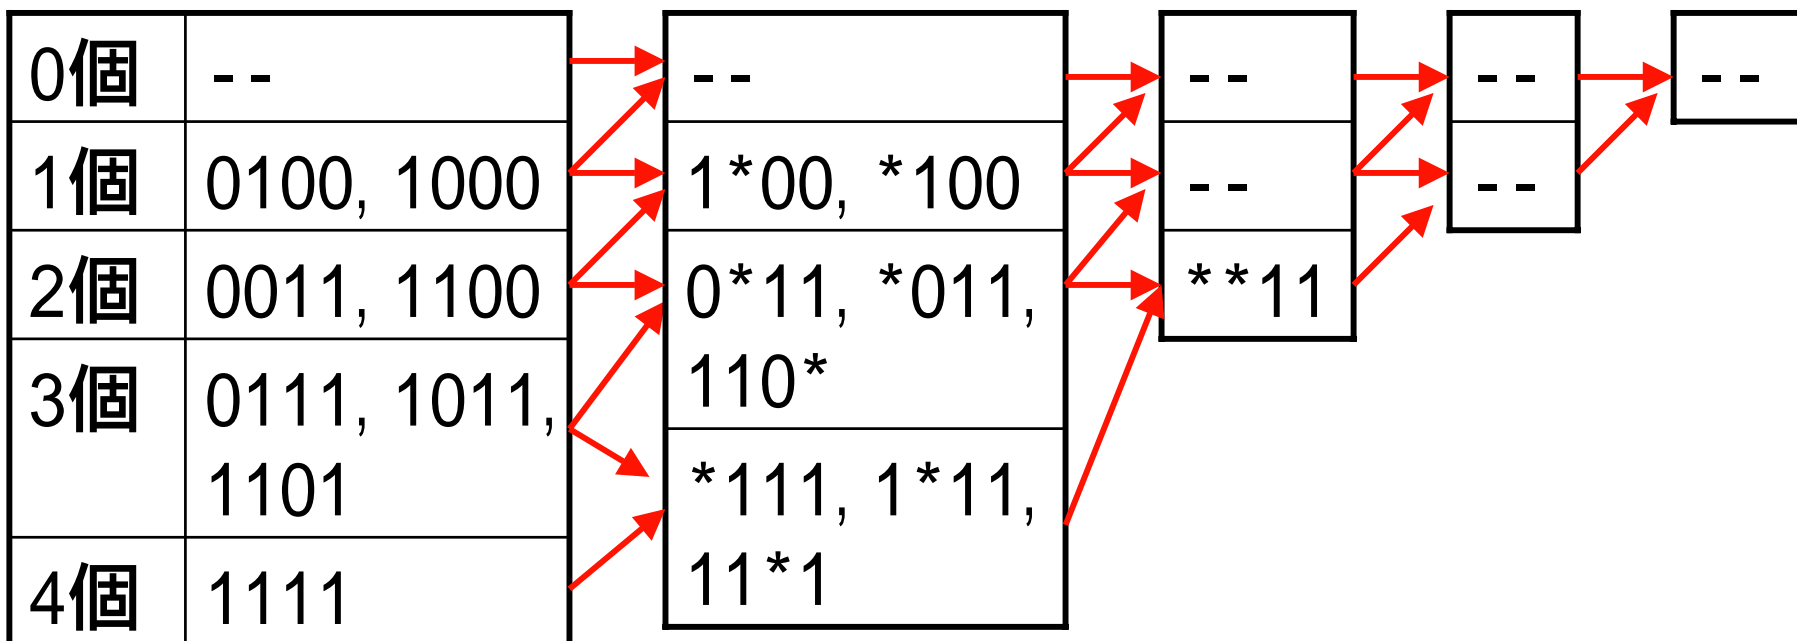 0個 -- -- -- -- --
1個 0100, 1000 1*00, *100 -- --
2個 0011, 1100 0*11, *011, **11
110*
3個 0111, 1011,
1101 *111, 1*11,
11*1
4個 1111